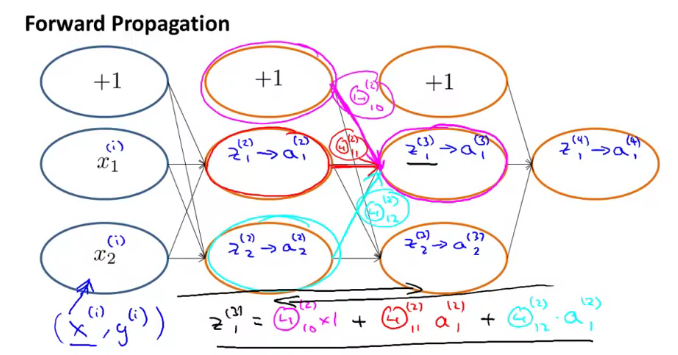 Forward Propagation
+1 +1 +1
Θ₁₀⁽²⁾
x₁⁽ⁱ⁾ z₁⁽²⁾→a₁⁽²⁾ Θ₁₁⁽²⁾ z₁⁽³⁾→a₁⁽³⁾ z₁⁽⁴⁾→a₁⁽⁴⁾
Θ₁₂⁽²⁾
x₂⁽ⁱ⁾ z₂⁽²⁾→a₂⁽²⁾ z₂⁽³⁾→a₂⁽³⁾
(x⁽ⁱ⁾, y⁽ⁱ⁾) z₁⁽³⁾ = Θ₁₀⁽²⁾×1 + Θ₁₁⁽²⁾ a₁⁽²⁾ + Θ₁₂⁽²⁾·a₁⁽²⁾